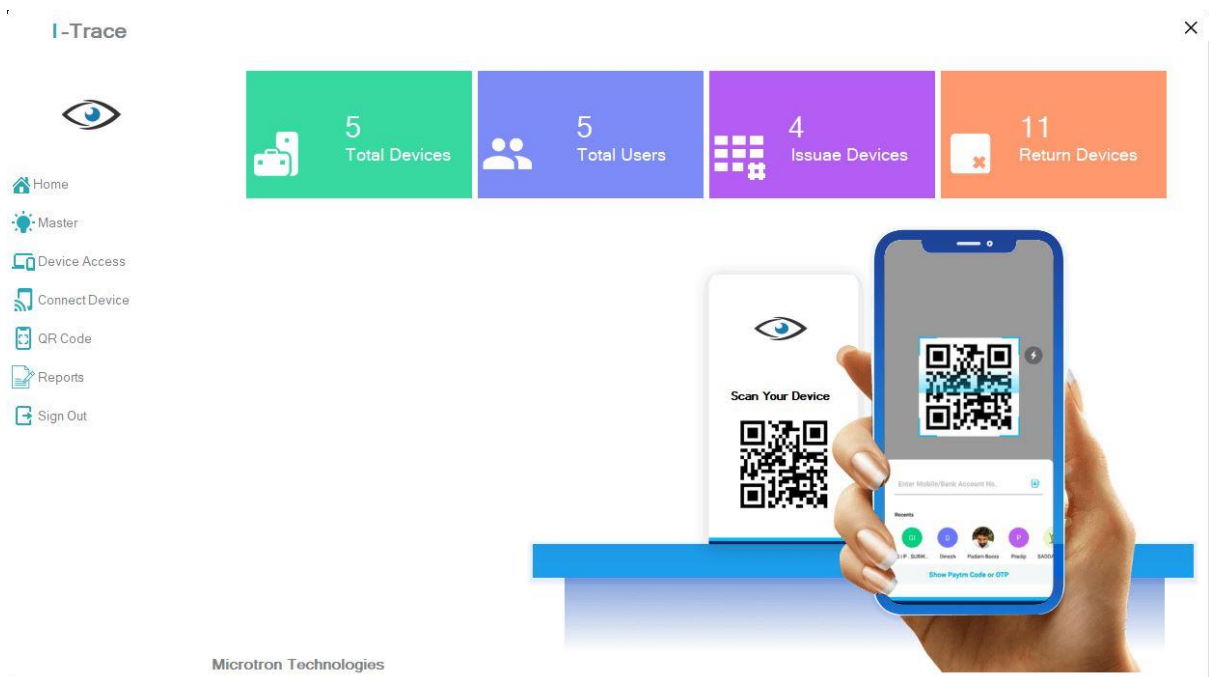 I-Trace
5
Total Devices
5
Total Users
4
Issuae Devices
11
Return Devices
Home
Master
Device Access
Connect Device
QR Code
Reports
Sign Out
Scan Your Device
Enter Mobile/Bank Account No.
Recents
GI
D
P
Dinesh
Pradip
Show Paytm Code or OTP
Microtron Technologies